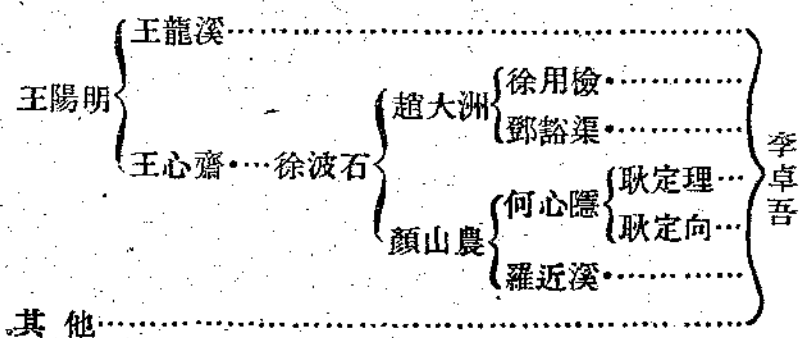 王龍溪
徐用檢
趙大洲
王陽明
鄧豁渠
李卓吾
王心齋
徐波石
耿定理
何心隱
耿定向
顏山農
羅近溪
其他